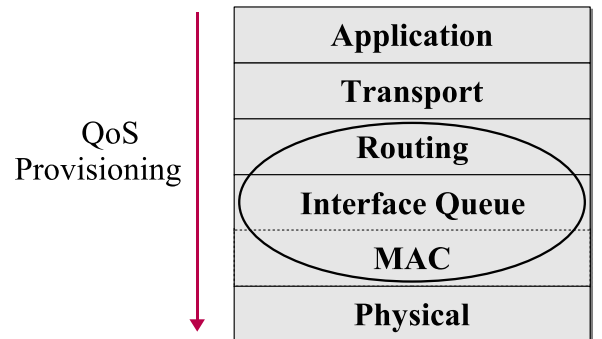 QoS
Provisioning
Application
Transport
Routing
Interface Queue
MAC
Physical